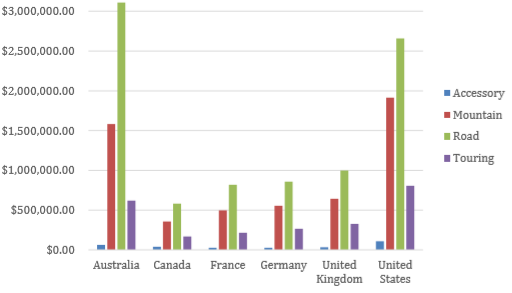 $3,000,000.00
$2,500,000.00
$2,000,000.00
$1,500,000.00
$1,000,000.00
$500,000.00
$0.00
Australia
Canada
France
Germany
United
Kingdom
United
States
Accessory
Mountain
Road
Touring